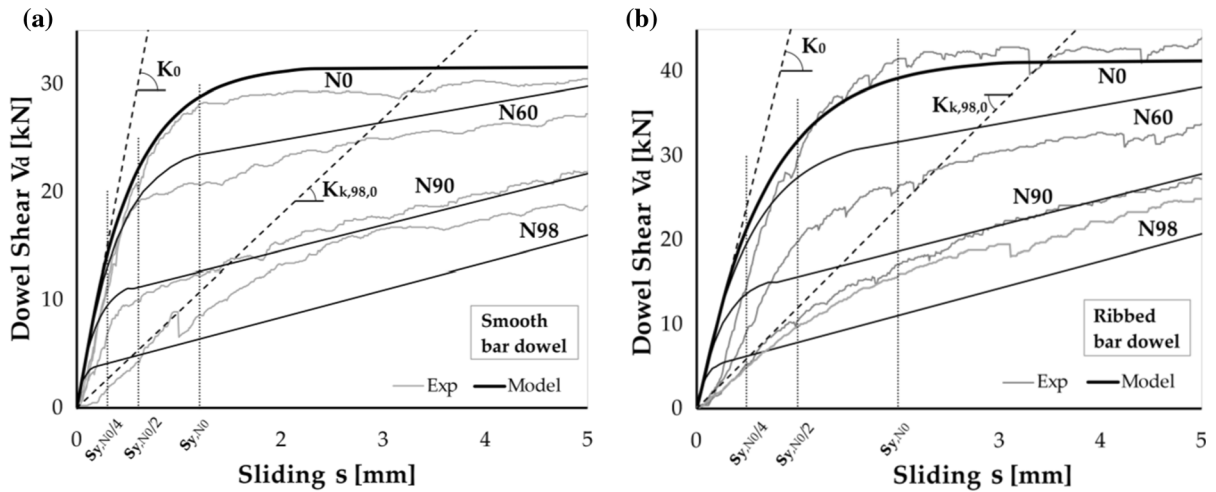 (a)
Dowel Shear Vd [kN]
30
20
10
0
K0
N0
N60
Kk,98,0
N90
N98
Smooth
bar dowel
Exp
Model
0
sy,N0/4
sy,N0/2
sy,N0
2
3
4
5
Sliding s [mm]
(b)
Dowel Shear Vd [kN]
40
30
20
10
0
K0
N0
Kk,98,0
N60
N90
N98
Ribbed
bar dowel
Exp
Model
0
sy,N0/4
sy,N0/2
sy,N0
3
4
5
Sliding s [mm]